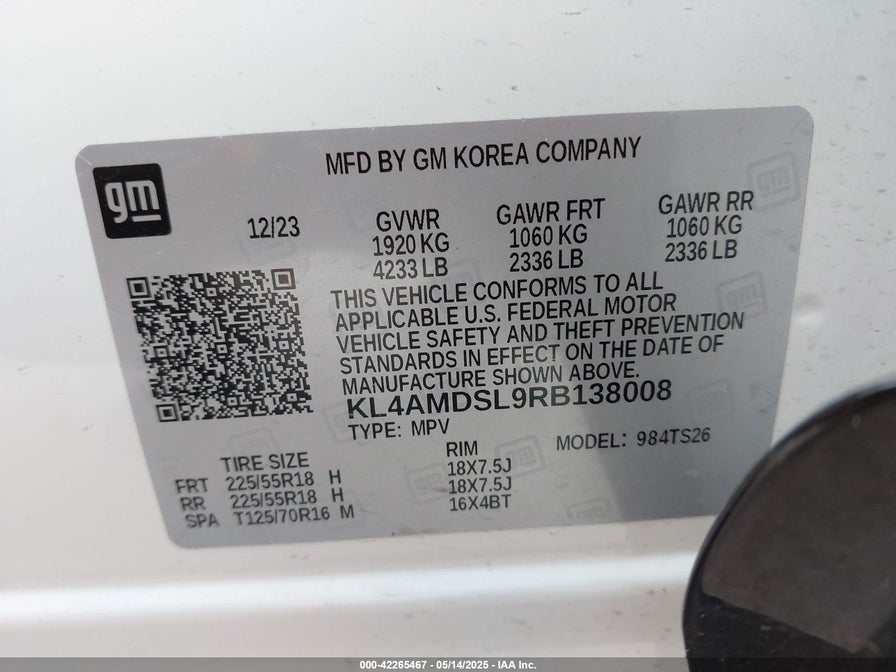 gm
MFD BY GM KOREA COMPANY
12/23
GVWR
1920 KG
4233 LB
GAWR FRT
1060 KG
2336 LB
GAWR RR
1060 KG
2336 LB
THIS VEHICLE CONFORMS TO ALL
APPLICABLE U.S. FEDERAL MOTOR
VEHICLE SAFETY AND THEFT PREVENTION
STANDARDS IN EFFECT ON THE DATE OF
MANUFACTURE SHOWN ABOVE.
KL4AMDSL9RB138008
TYPE: MPV
MODEL: 984TS26
TIRE SIZE
RIM
FRT 225/55R18 H 18X7.5J
RR 225/55R18 H 18X7.5J
SPA T125/70R16 M 16X4BT
000-42265467 - 05/14/2025 - IAA Inc.